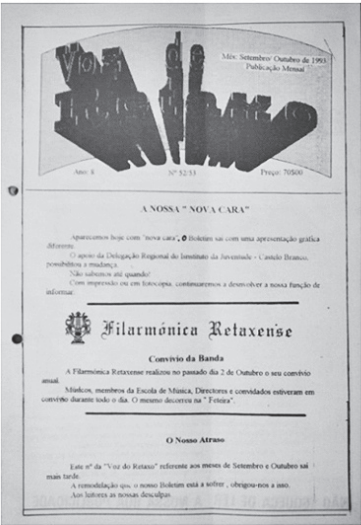 Voz do
Retaxo
Mês: Setembro/ Outubro de 1993
Publicação Mensal
Ano: 8 Nº 52/53 Preço: 70$00
A NOSSA " NOVA CARA"
Aparecemos hoje com "nova cara", O Boletim sai com uma apresentação gráfica
diferente.
O apoio da Delegação Regional do Instituto da Juventude - Castelo Branco,
possibilitou a mudança.
Não sabemos até quando!
Com impressão ou em fotocópia, continuaremos a desenvolver a nossa função de
informar.
Filarmónica Retaxense
Convívio da Banda
A Filarmónica Retaxense realizou no passado dia 2 de Outubro o seu convívio
anual.
Músicos, membros da Escola de Música, Directores e convidados estiveram em
convívio durante todo o dia. O mesmo decorreu na " Feteira".
O Nosso Atraso
Este nº da "Voz do Retaxo" referente aos meses de Setembro e Outubro sai
mais tarde.
A remodelação que o nosso Boletim está a sofrer , obrigou-nos a isso.
Aos leitores as nossas desculpas